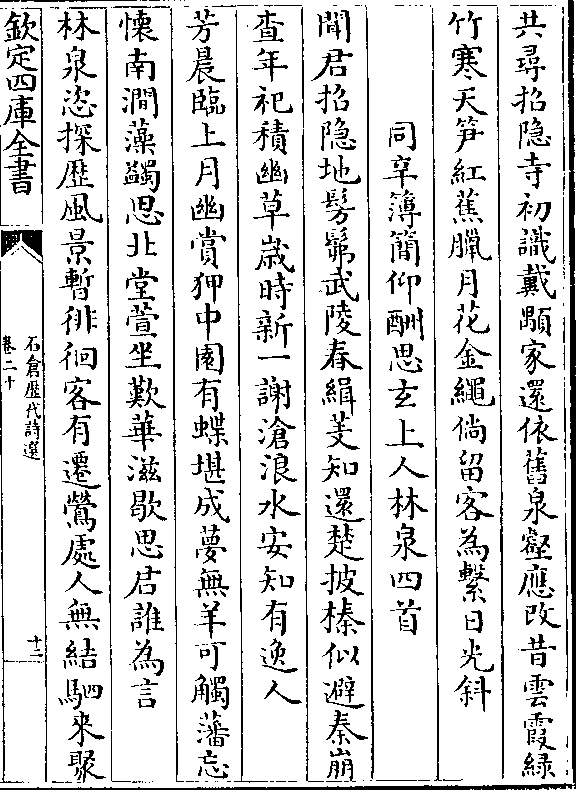 共尋招隐寺初識戴顒家還依舊泉壑應改昔雲霞緑
竹寒天笋紅蕉臘月花金繩倘留客為繫日光斜
同辛簿簡仰酬思玄上人林泉四首
聞君招隐地髣髴武陵春緝芰知還楚披榛似避秦崩
查年祀積幽草歳時新一謝滄浪水安知有逸人
芳晨臨上月幽賞狎中園有蝶堪成夢無羊可觸藩忘
懷南澗藻蠲思北堂萱坐歎華滋歇思君誰為言
林泉恣探歴風景暫徘徊客有遷鶯處人無結駟來聚
欽定四庫全書
石倉歴代詩選
卷二十
十二